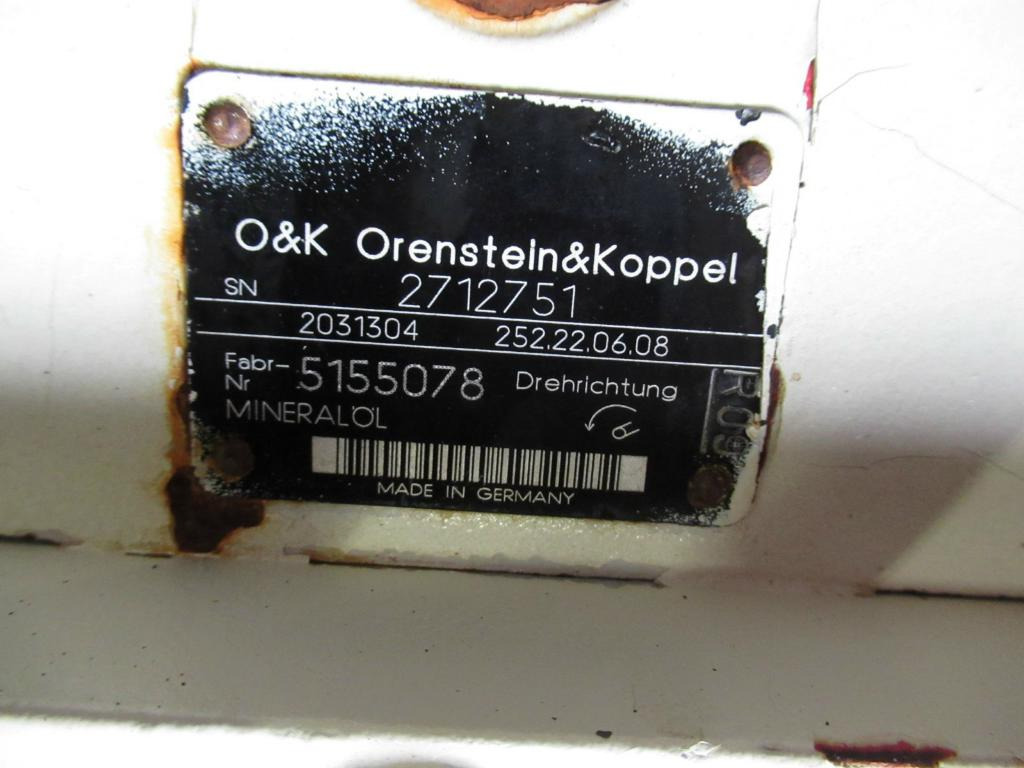 O&K Orenstein&Koppel
SN 2712751
2031304 252.22.06.08
Fabr-Nr 5155078 Drehrichtung
MINERALÖL
MADE IN GERMANY